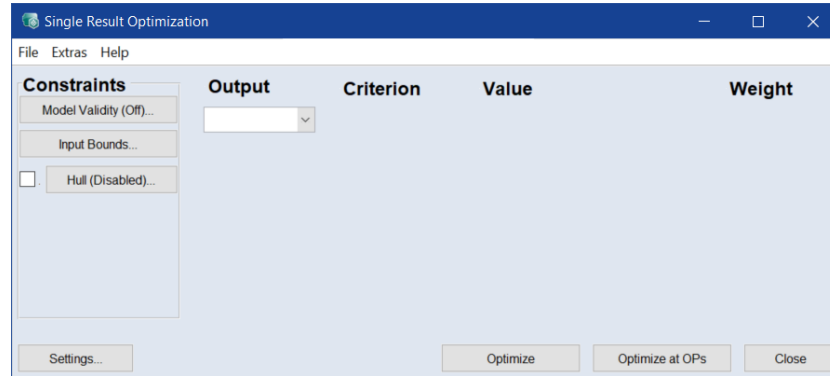 Single Result Optimization
File Extras Help
Constraints Output Criterion Value Weight
Model Validity (Off)...
Input Bounds...
Hull (Disabled)...
Settings... Optimize Optimize at OPs Close